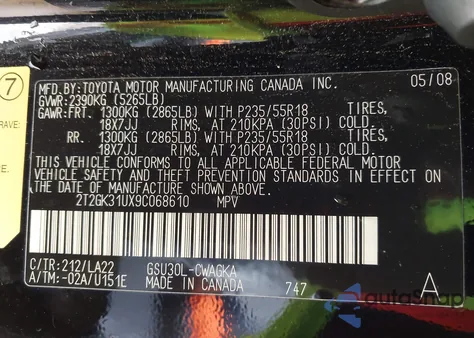 7
RAVE:
MFD.BY:TOYOTA MOTOR MANUFACTURING CANADA INC. 05/08
GVWR:2390KG (5265LB)
GAWR:FRT. 1300KG (2865LB) WITH P235/55R18 TIRES,
18X7JJ RIMS, AT 210KPA (30PSI) COLD.
RR. 1300KG (2865LB) WITH P235/55R18 TIRES,
18X7JJ RIMS, AT 210KPA (30PSI) COLD.
THIS VEHICLE CONFORMS TO ALL APPLICABLE FEDERAL MOTOR
VEHICLE SAFETY AND THEFT PREVENTION STANDARDS IN EFFECT ON
THE DATE OF MANUFACTURE SHOWN ABOVE.
2T2GK31UX9C068610 MPV
C/TR:212/LA22 GSU30L-CWAGKA
A/TM:-02A/U151E MADE IN CANADA 747 A
autosnap